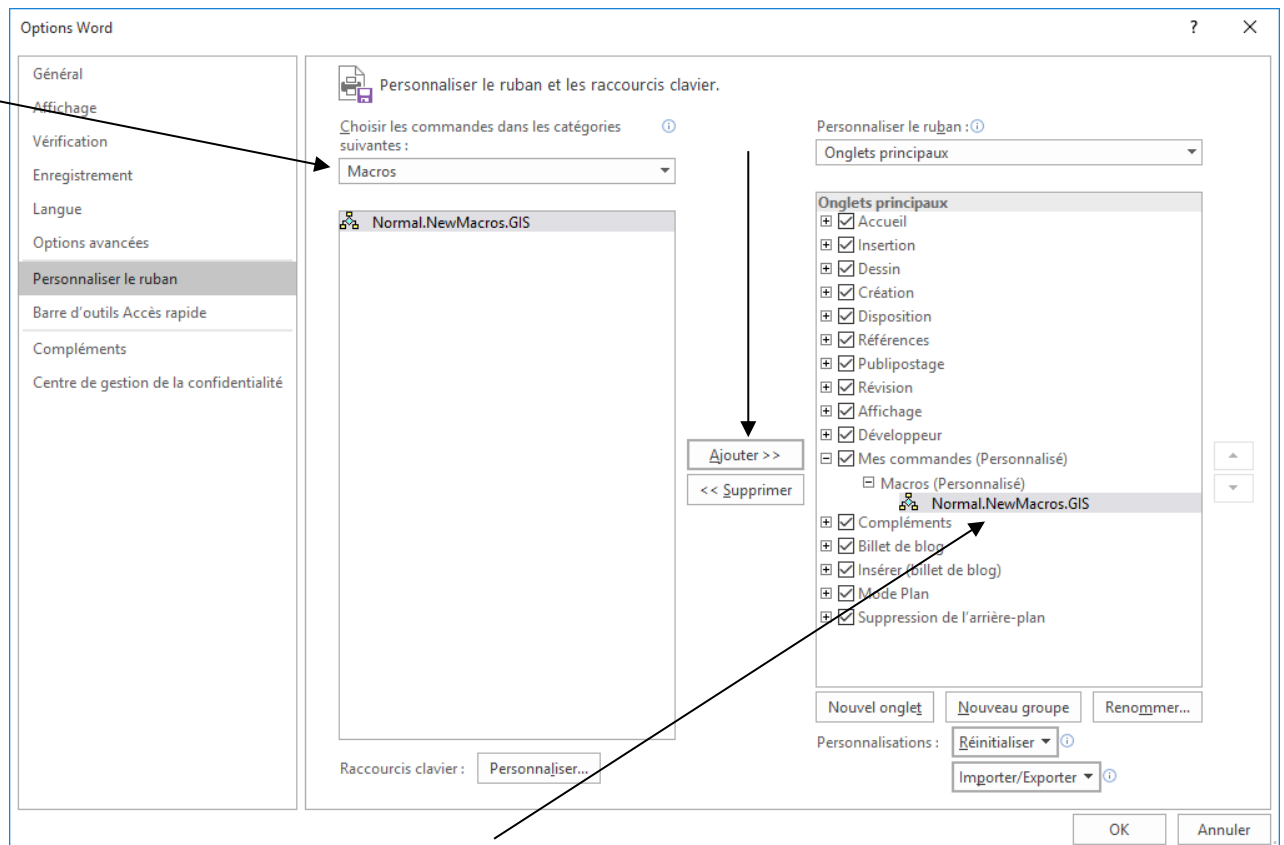 Options Word
?
Général
Affichage
Vérification
Enregistrement
Langue
Options avancées
Personnaliser le ruban
Barre d'outils Accès rapide
Compléments
Centre de gestion de la confidentialité
Personnaliser le ruban et les raccourcis clavier.
Choisir les commandes dans les catégories
suivantes :
Macros
Normal.NewMacros.GIS
Raccourcis clavier :
Personnaliser...
Ajouter >>
<< Supprimer
Personnaliser le ruban :
Onglets principaux
Onglets principaux
Accueil
Insertion
Dessin
Création
Disposition
Références
Publipostage
Révision
Affichage
Développeur
Mes commandes (Personnalisé)
Macros (Personnalisé)
Normal.NewMacros.GIS
Compléments
Billet de blog
Insérer (billet de blog)
Mode Plan
Suppression de l'arrière-plan
Nouvel onglet
Nouveau groupe
Renommer...
Personnalisations :
Réinitialiser
Importer/Exporter
OK
Annuler